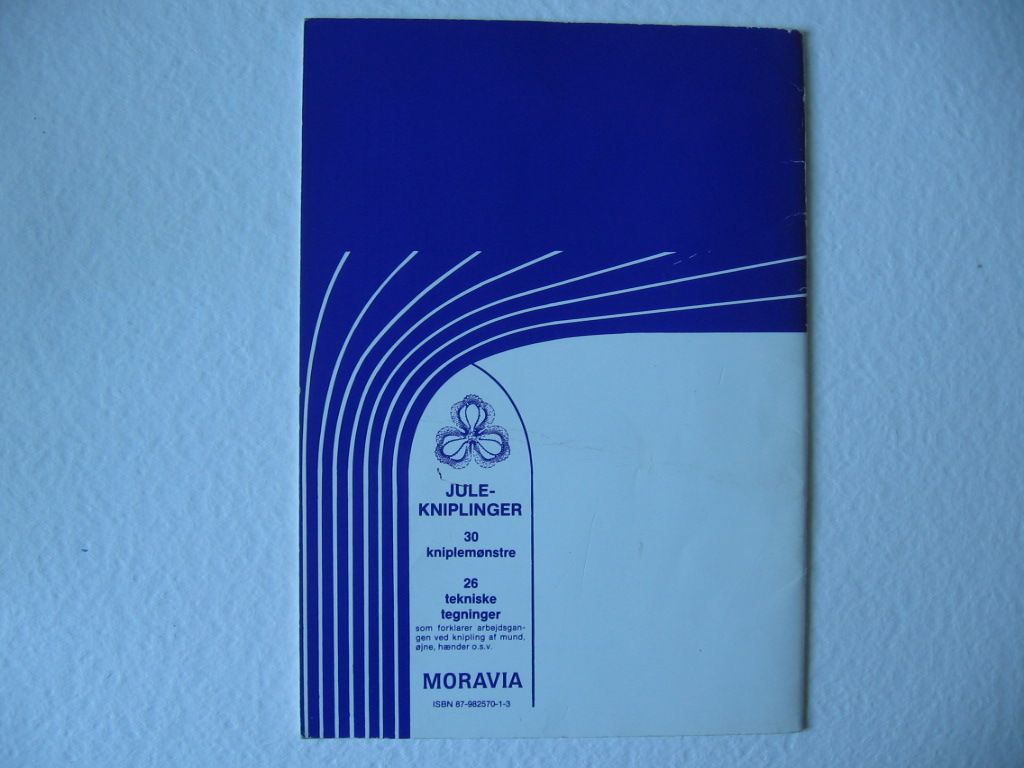 JULE-
KNIPLINGER
30
kniplemønstre
26
tekniske
tegninger
som forklarer arbejdsgan-
gen ved knipling af mund,
øjne, hænder o.s.v.
MORAVIA
ISBN 87-982570-1-3